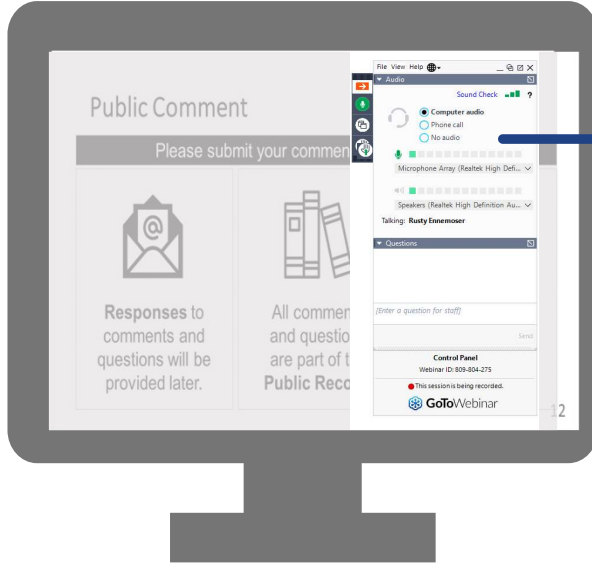 Public Comment
Please submit your commen
Responses to
comments and
questions will be
provided later.
All commen
and questio
are part of t
Public Reco
12
File View Help
Audio
Sound Check ?
Computer audio
Phone call
No audio
Microphone Array (Realtek High Defi...
Speakers (Realtek High Definition Au...
Talking: Rusty Ennemoser
Questions
[Enter a question for staff]
Send
Control Panel
Webinar ID: 809-804-275
This session is being recorded.
GoToWebinar